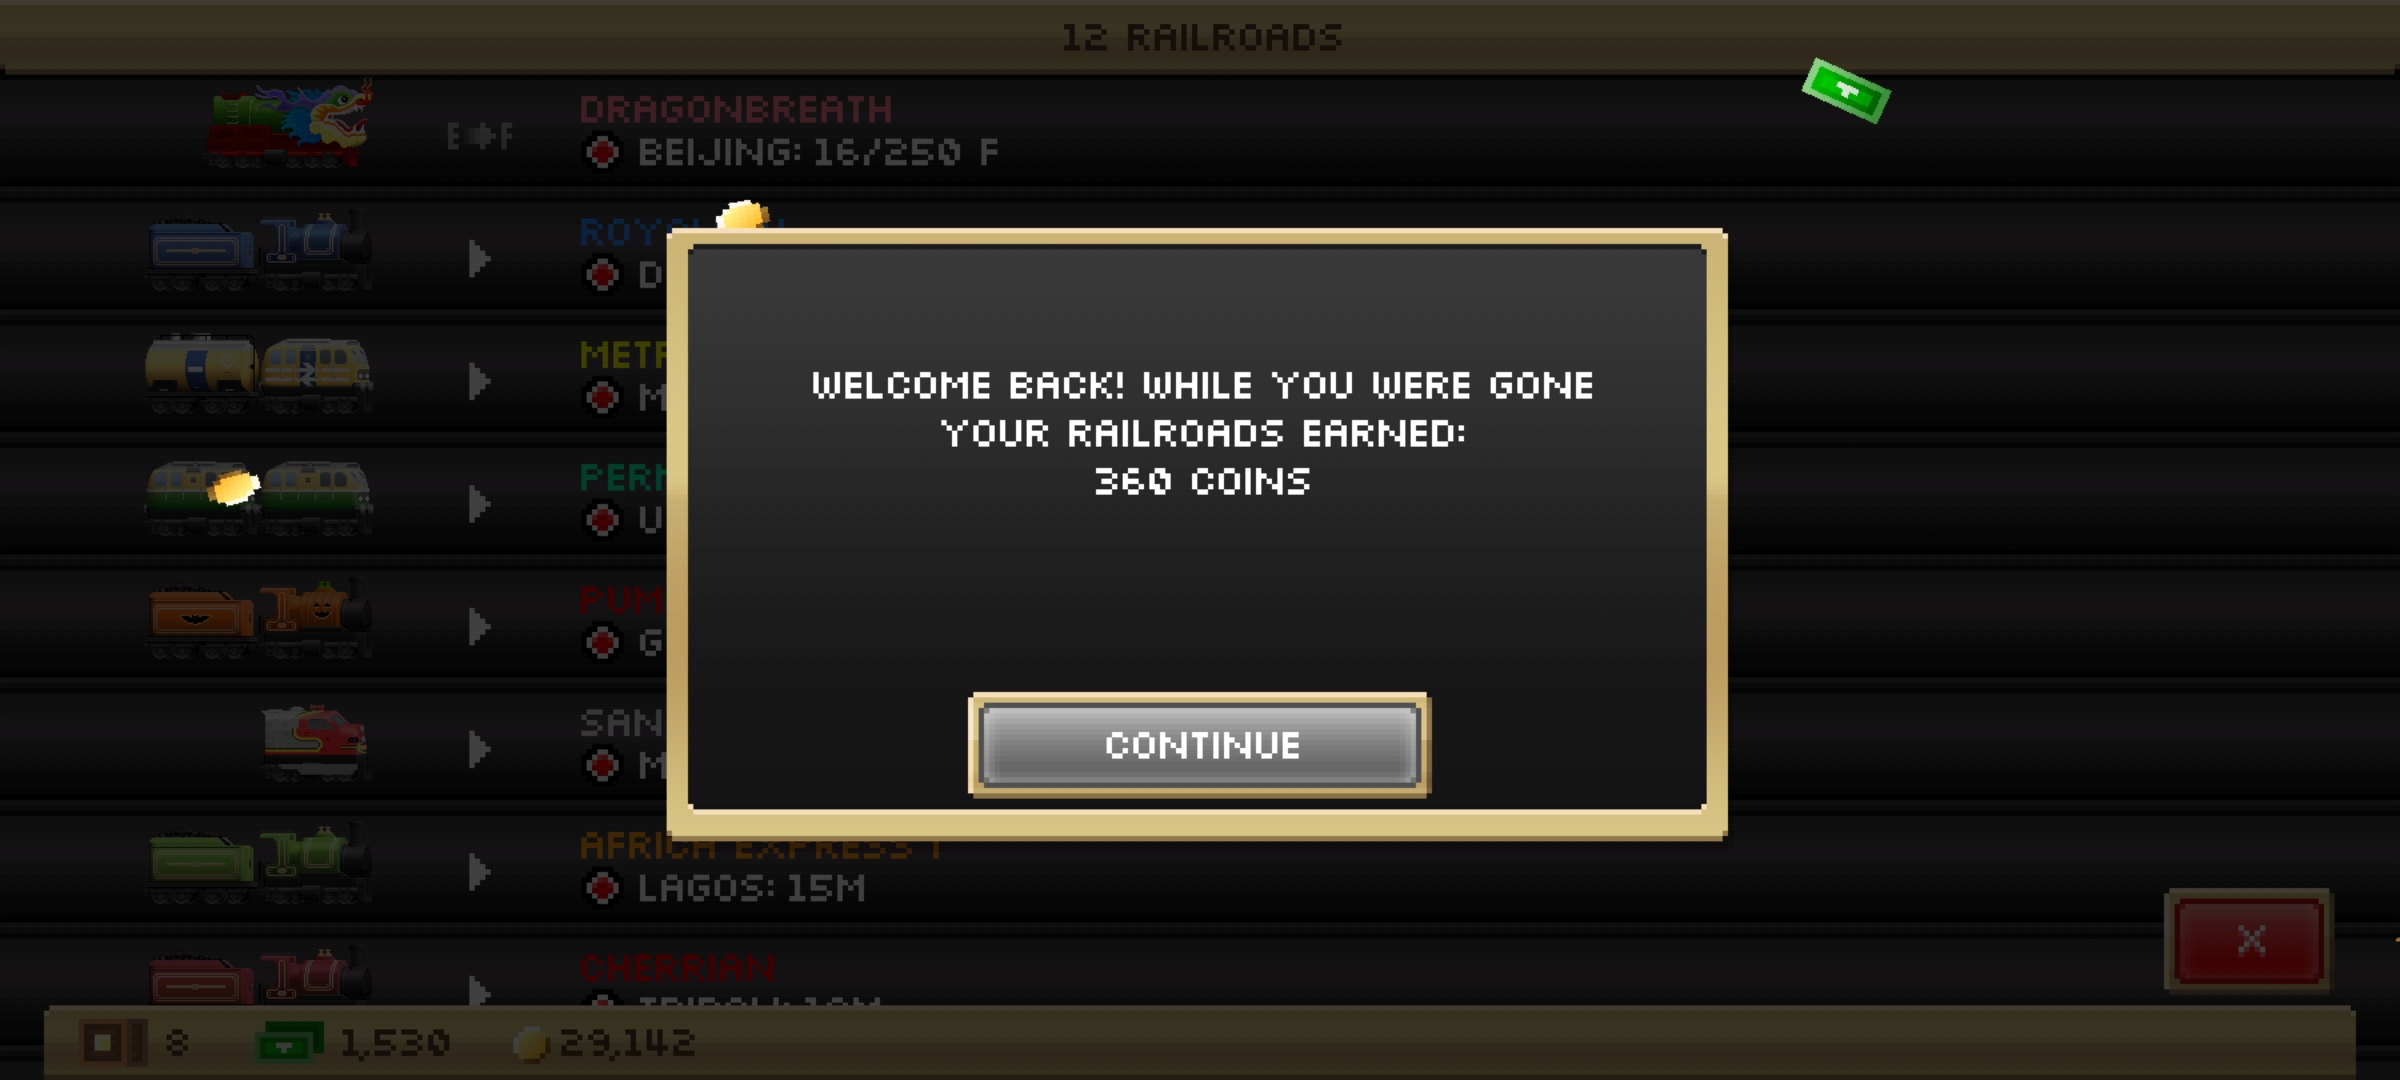 12 RAILROADS
E F
DRAGONBREATH
BEIJING: 16/250 F
WELCOME BACK! WHILE YOU WERE GONE
YOUR RAILROADS EARNED:
360 COINS
CONTINUE
AFRICA EXPRESS 1
LAGOS: 15M
X
CHERRIAN
8
1,530
29,142